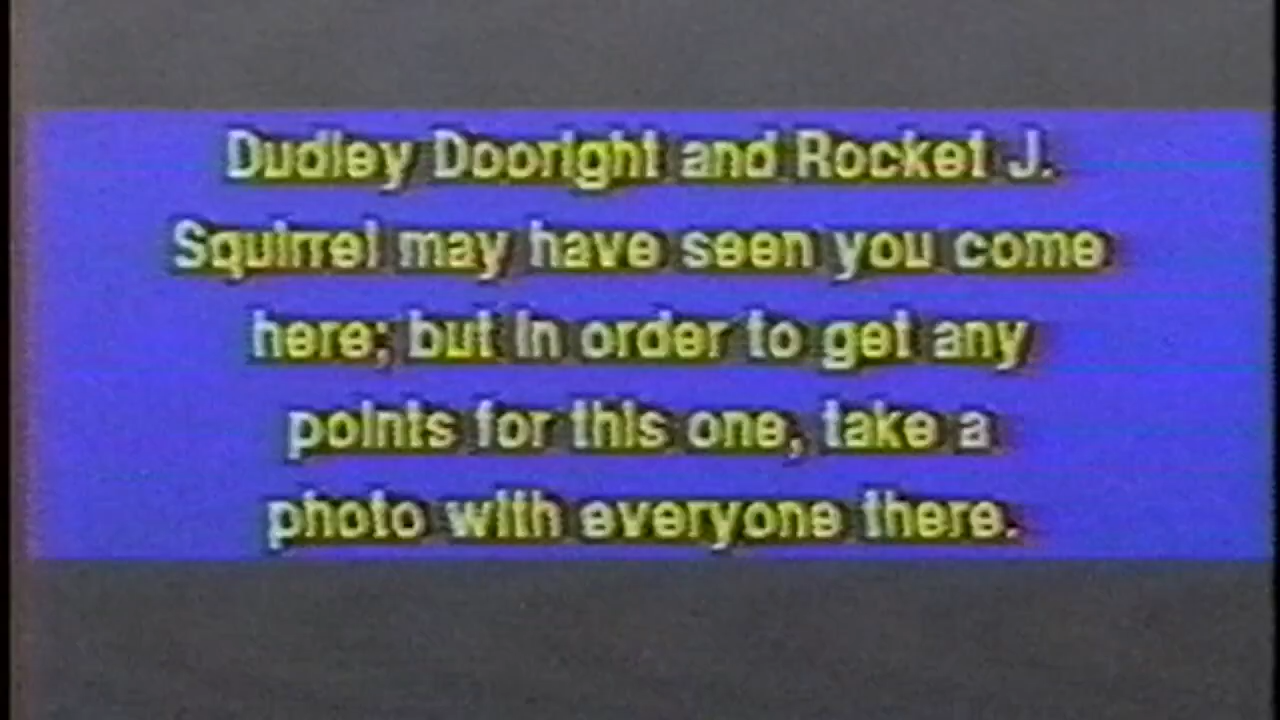 Dudley Dooright and Rocket J.
Squirrel may have seen you come
here; but in order to get any
points for this one, take a
photo with everyone there.